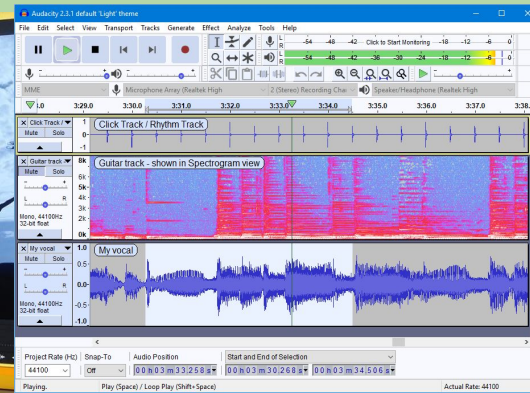 Audacity 2.3.1 default 'Light' theme
File Edit Select View Transport Tracks Generate Effect Analyze Tools Help
L R -54 -48 -42 Click to Start Monitoring -18 -12 -6 0
L R -54 -48 -42 -36 -30 -24 -18 -12 -6 0
MME Microphone Array (Realtek High 2 (Stereo) Recording Chan Speaker/Headphone (Realtek High
3:29.0 3:30.0 3:31.0 3:32.0 3:33.0 3:34.0 3:35.0 3:36.0 3:37.0 3:38.
Click Track / 1 Click Track / Rhythm Track
Mute Solo 0-
-1
Guitar track 8k Guitar track - shown in Spectrogram view
Mute Solo
- + 6k
5k
L R 4k
3k
Mono, 44100Hz 2k
32-bit float
0k
My vocal 1.0 My vocal
Mute Solo
- + 0.5
L R 0.0
Mono, 44100Hz -0.5
32-bit float
-1.0
Project Rate (Hz) Snap-To Audio Position Start and End of Selection
44100 Off 00 h 03 m 33.258 s 00 h 03 m 30.268 s 00 h 03 m 34.506 s
Playing. Play (Space) / Loop Play (Shift+Space) Actual Rate: 44100